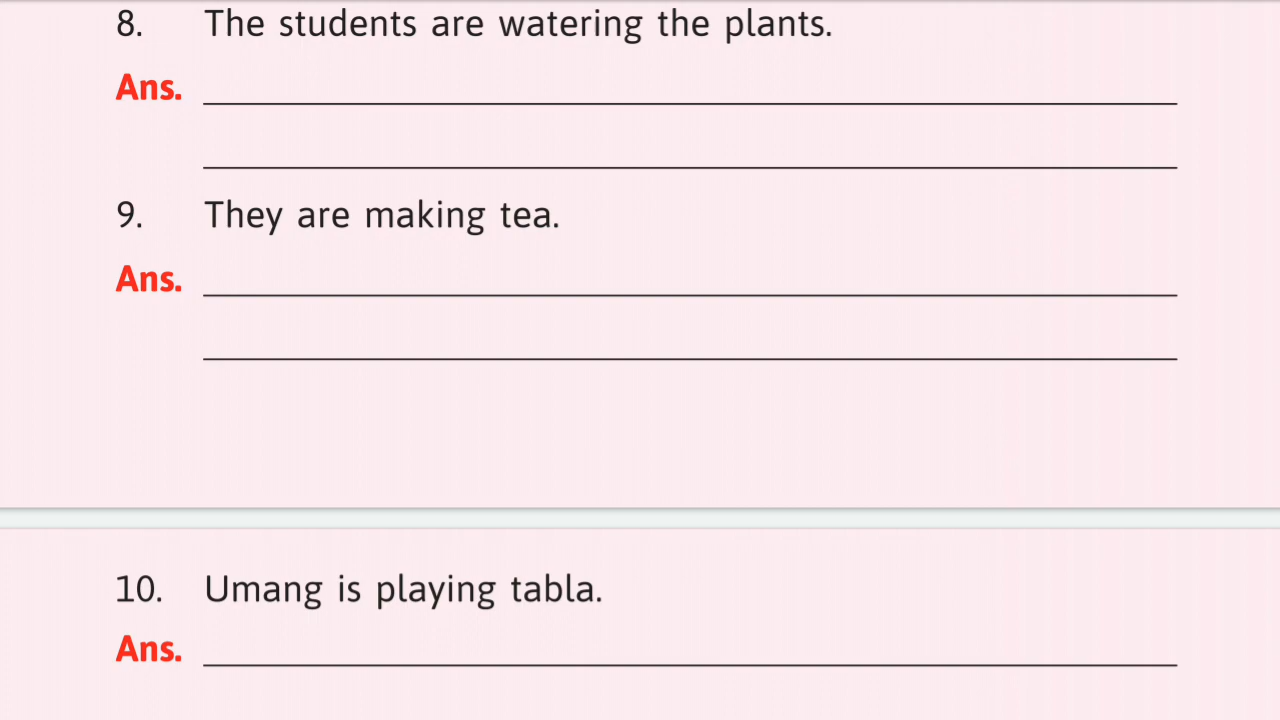 8. The students are watering the plants.
Ans.
9. They are making tea.
Ans.
10. Umang is playing tabla.
Ans.